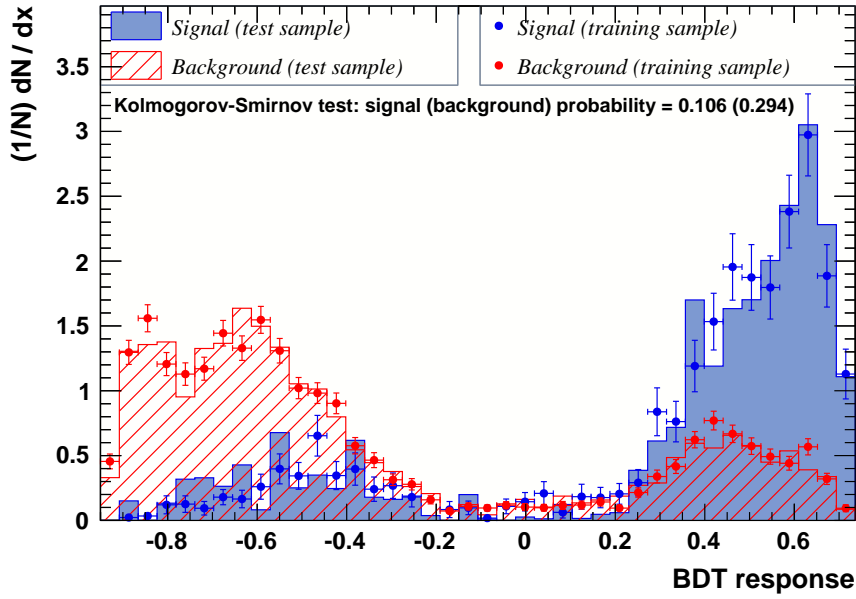 Signal (test sample)
Background (test sample)
Signal (training sample)
Background (training sample)
Kolmogorov-Smirnov test: signal (background) probability = 0.106 (0.294)
(1/N) dN / dx
3.5
3
2.5
2
1.5
1
0.5
0
-0.8 -0.6 -0.4 -0.2 0 0.2 0.4 0.6
BDT response